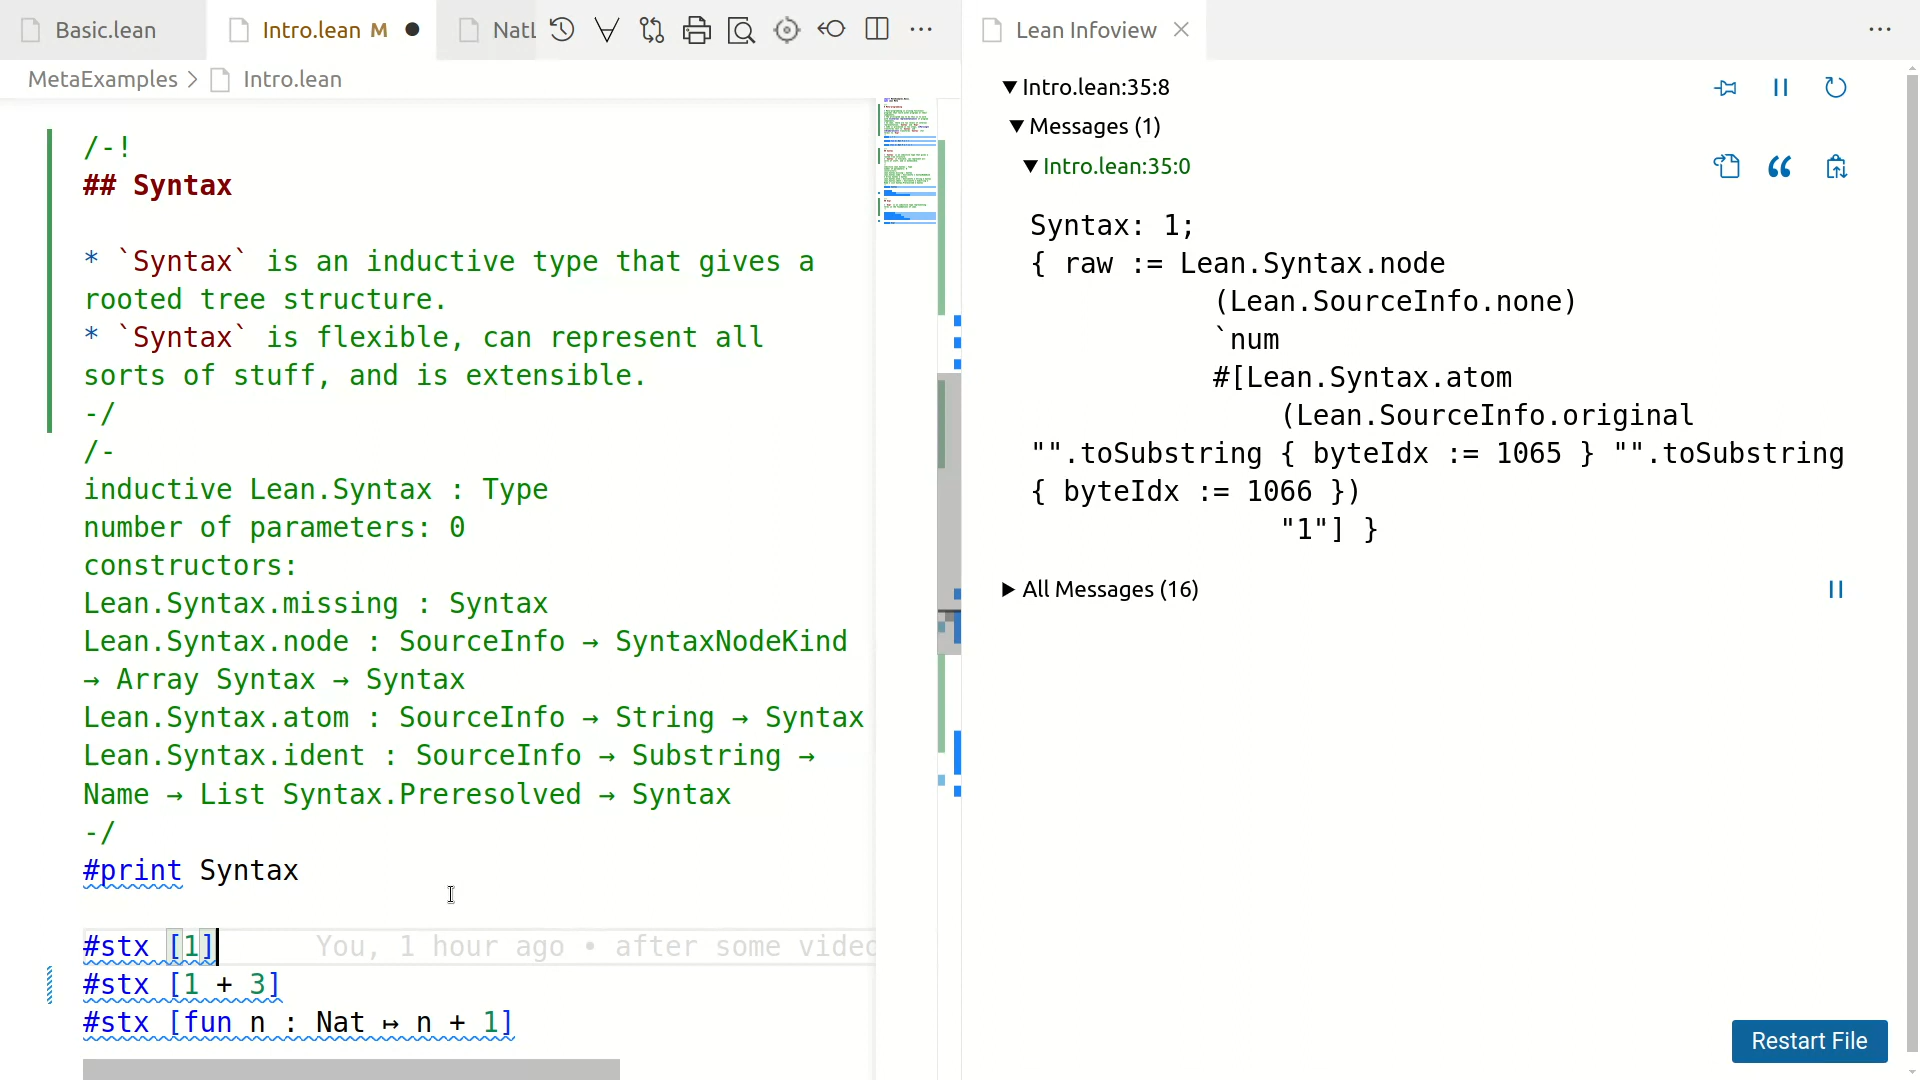 Basic.lean
Intro.lean M
Natl
Lean Infoview
MetaExamples > Intro.lean
/-!
## Syntax
* `Syntax` is an inductive type that gives a
rooted tree structure.
* `Syntax` is flexible, can represent all
sorts of stuff, and is extensible.
-/
/-
inductive Lean.Syntax : Type
number of parameters: 0
constructors:
Lean.Syntax.missing : Syntax
Lean.Syntax.node : SourceInfo → SyntaxNodeKind
→ Array Syntax → Syntax
Lean.Syntax.atom : SourceInfo → String → Syntax
Lean.Syntax.ident : SourceInfo → Substring →
Name → List Syntax.Preresolved → Syntax
-/
#print Syntax
#stx [1] You, 1 hour ago • after some video
#stx [1 + 3]
#stx [fun n : Nat ↦ n + 1]
Intro.lean:35:8
Messages (1)
Intro.lean:35:0
Syntax: 1;
{ raw := Lean.Syntax.node
(Lean.SourceInfo.none)
`num
#[Lean.Syntax.atom
(Lean.SourceInfo.original
"".toSubstring { byteIdx := 1065 } "".toSubstring
{ byteIdx := 1066 })
"1"] }
All Messages (16)
Restart File